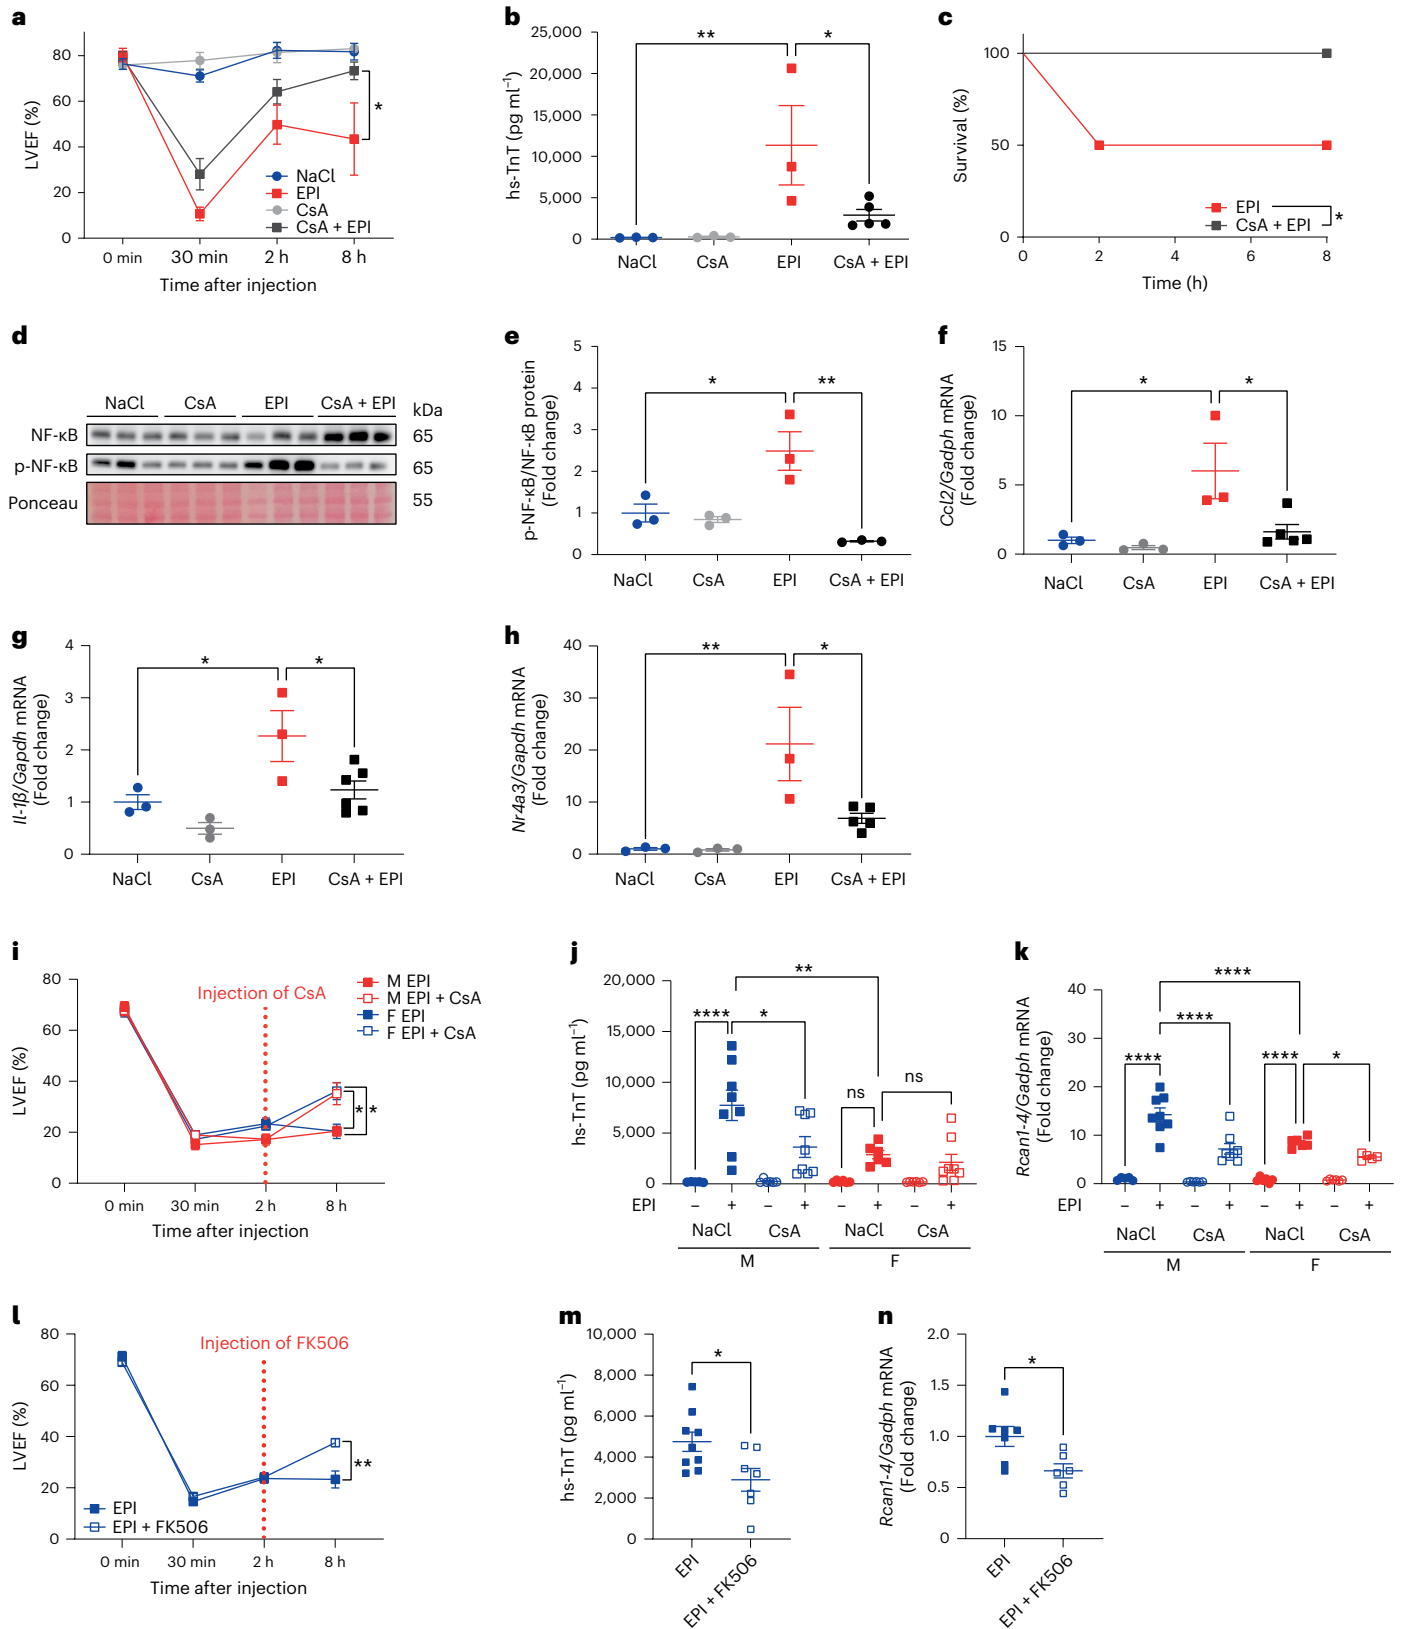 a
LVEF (%)
80
60
40
20
0
0 min
30 min
2 h
8 h
Time after injection
NaCl
EPI
CsA
CsA + EPI
*
b
hs-TnT (pg ml⁻¹)
25,000
20,000
15,000
10,000
5,000
0
**
*
NaCl
CsA
EPI
CsA + EPI
c
Survival (%)
100
50
0
0
2
4
6
8
Time (h)
EPI
CsA + EPI
*
d
NaCl
CsA
EPI
CsA + EPI
kDa
NF-κB
65
p-NF-κB
65
Ponceau
55
e
p-NF-κB/NF-κB protein
(Fold change)
5
4
3
2
1
0
*
**
NaCl
CsA
EPI
CsA + EPI
f
Ccl2/Gadph mRNA
(Fold change)
15
10
5
0
*
*
NaCl
CsA
EPI
CsA + EPI
g
Il-1β/Gapdh mRNA
(Fold change)
4
3
2
1
0
*
*
NaCl
CsA
EPI
CsA + EPI
h
Nr4a3/Gapdh mRNA
(Fold change)
40
30
20
10
0
**
*
NaCl
CsA
EPI
CsA + EPI
i
LVEF (%)
80
60
40
20
0
Injection of CsA
M EPI
M EPI + CsA
F EPI
F EPI + CsA
* *
0 min
30 min
2 h
8 h
Time after injection
j
hs-TnT (pg ml⁻¹)
20,000
15,000
10,000
5,000
0
**
****
*
ns
ns
EPI
− + − + − + − +
NaCl
CsA
NaCl
CsA
M
F
k
Rcan1-4/Gadph mRNA
(Fold change)
40
30
20
10
0
****
****
****
****
*
EPI
− + − + − + − +
NaCl
CsA
NaCl
CsA
M
F
l
LVEF (%)
80
60
40
20
0
Injection of FK506
**
EPI
EPI + FK506
0 min
30 min
2 h
8 h
Time after injection
m
hs-TnT (pg ml⁻¹)
10,000
8,000
6,000
4,000
2,000
0
*
EPI
EPI + FK506
n
Rcan1-4/Gadph mRNA
(Fold change)
2.0
1.5
1.0
0.5
0
*
EPI
EPI + FK506